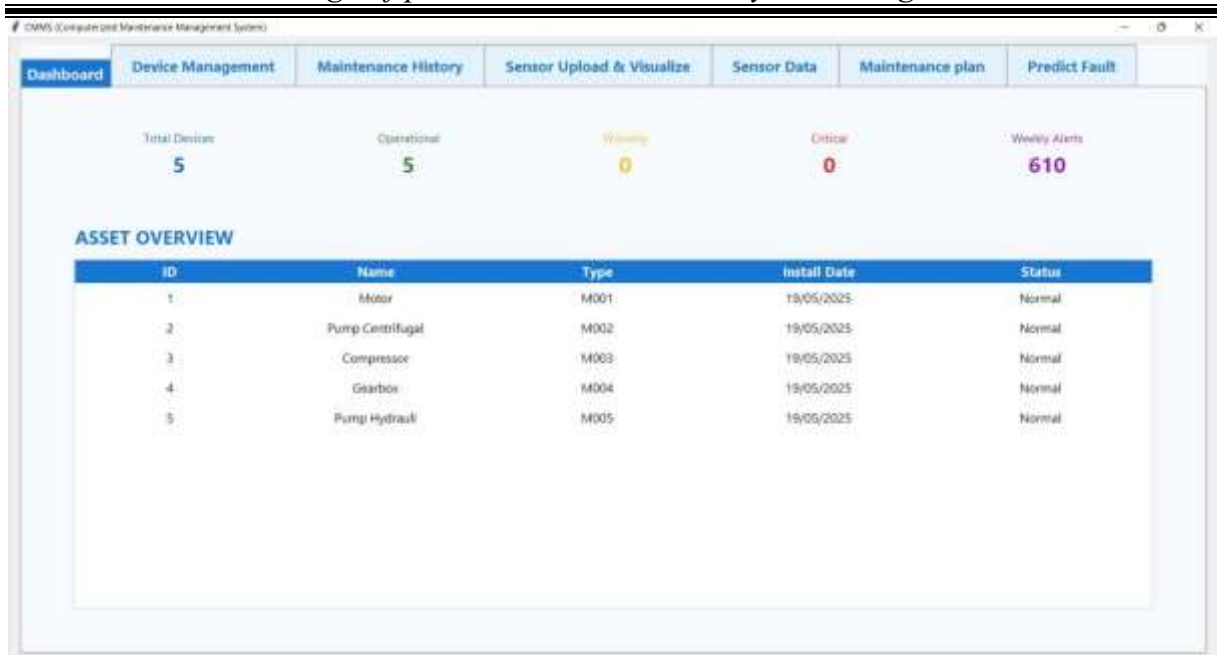 CMMS (Computerized Maintenance Management System)
Dashboard Device Management Maintenance History Sensor Upload & Visualize Sensor Data Maintenance plan Predict Fault
Total Devices Operational Warning Critical Weekly Alerts
5 5 0 0 610
ASSET OVERVIEW
ID Name Type Install Date Status
1 Motor M001 19/05/2025 Normal
2 Pump Centrifugal M002 19/05/2025 Normal
3 Compressor M003 19/05/2025 Normal
4 Gearbox M004 19/05/2025 Normal
5 Pump Hydrauli M005 19/05/2025 Normal